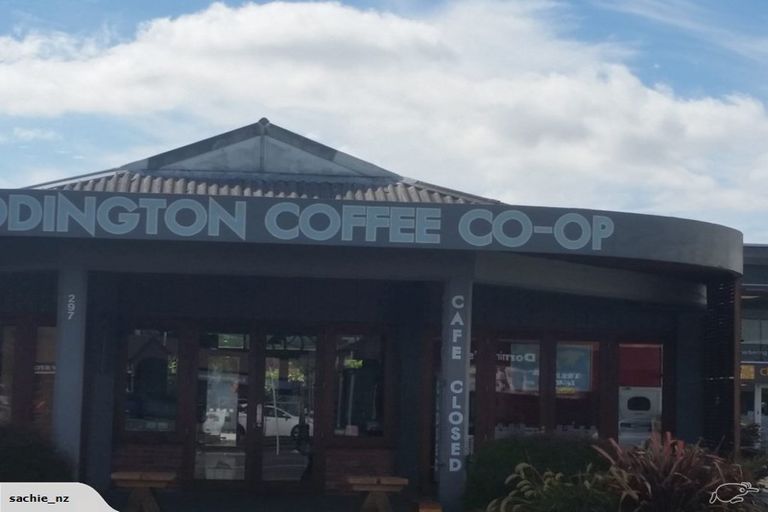 DDINGTON COFFEE CO-OP
297
CAFE CLOSED
sachie_nz